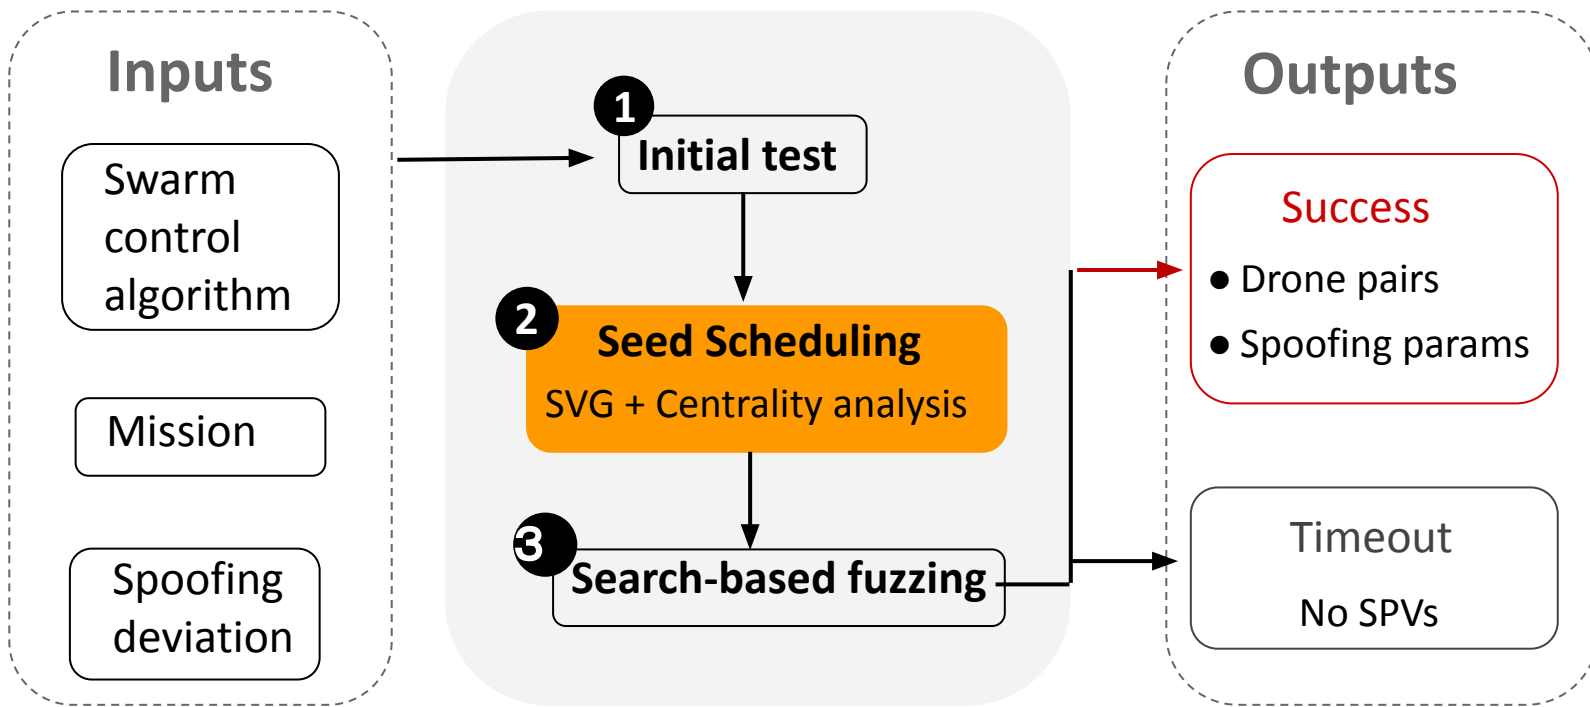 Inputs
Swarm
control
algorithm
Mission
Spoofing
deviation
1
Initial test
2
Seed Scheduling
SVG + Centrality analysis
3
Search-based fuzzing
Outputs
Success
● Drone pairs
● Spoofing params
Timeout
No SPVs